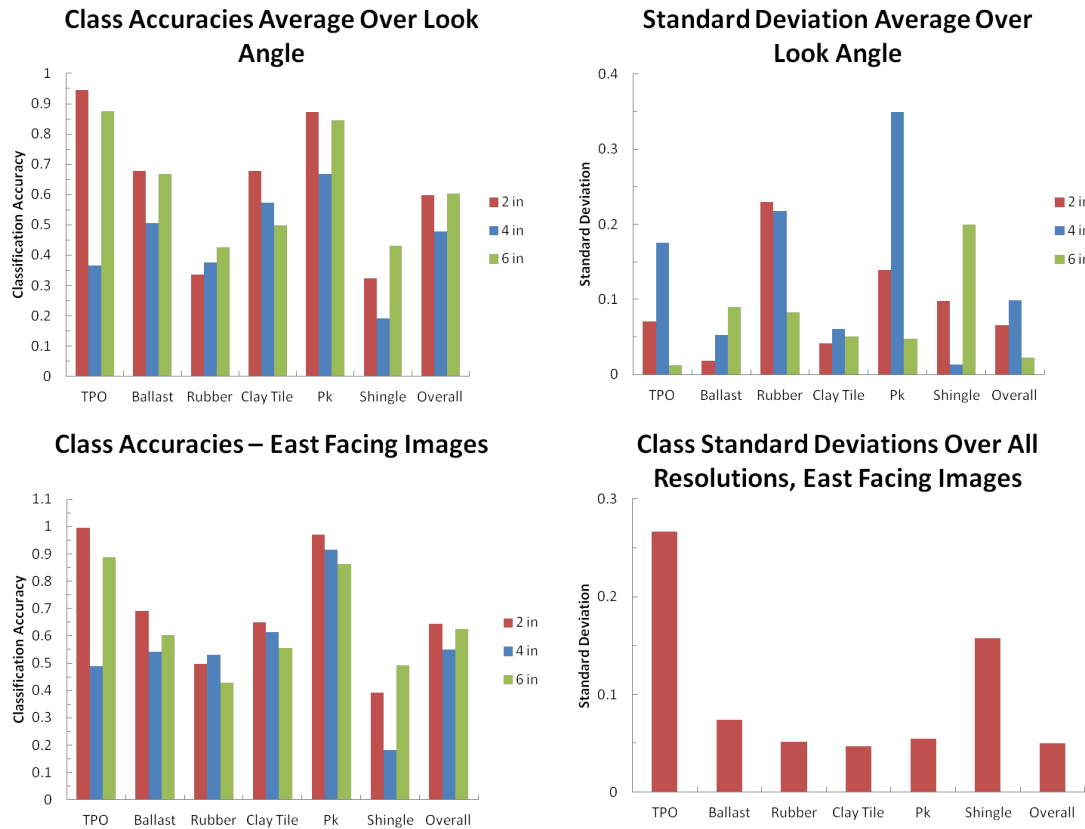 Class Accuracies Average Over Look
Angle
1
0.9
0.8
0.7
0.6
0.5
0.4
0.3
0.2
0.1
0
Classification Accuracy
TPO Ballast Rubber Clay Tile Pk Shingle Overall
2 in
4 in
6 in
Standard Deviation Average Over
Look Angle
0.4
0.3
0.2
0.1
0
Standard Deviation
TPO Ballast Rubber Clay Tile Pk Shingle Overall
2 in
4 in
6 in
Class Accuracies – East Facing Images
1.1
1
0.9
0.8
0.7
0.6
0.5
0.4
0.3
0.2
0.1
0
Classification Accuracy
TPO Ballast Rubber Clay Tile Pk Shingle Overall
2 in
4 in
6 in
Class Standard Deviations Over All
Resolutions, East Facing Images
0.3
0.2
0.1
0
Standard Deviation
TPO Ballast Rubber Clay Tile Pk Shingle Overall